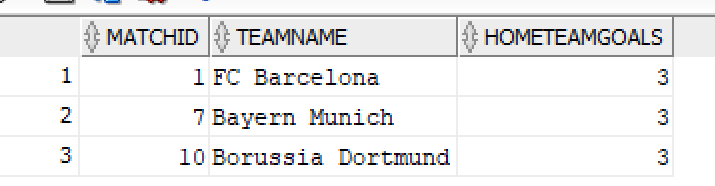 MATCHID TEAMNAME HOMETEAMGOALS
1 1 FC Barcelona 3
2 7 Bayern Munich 3
3 10 Borussia Dortmund 3